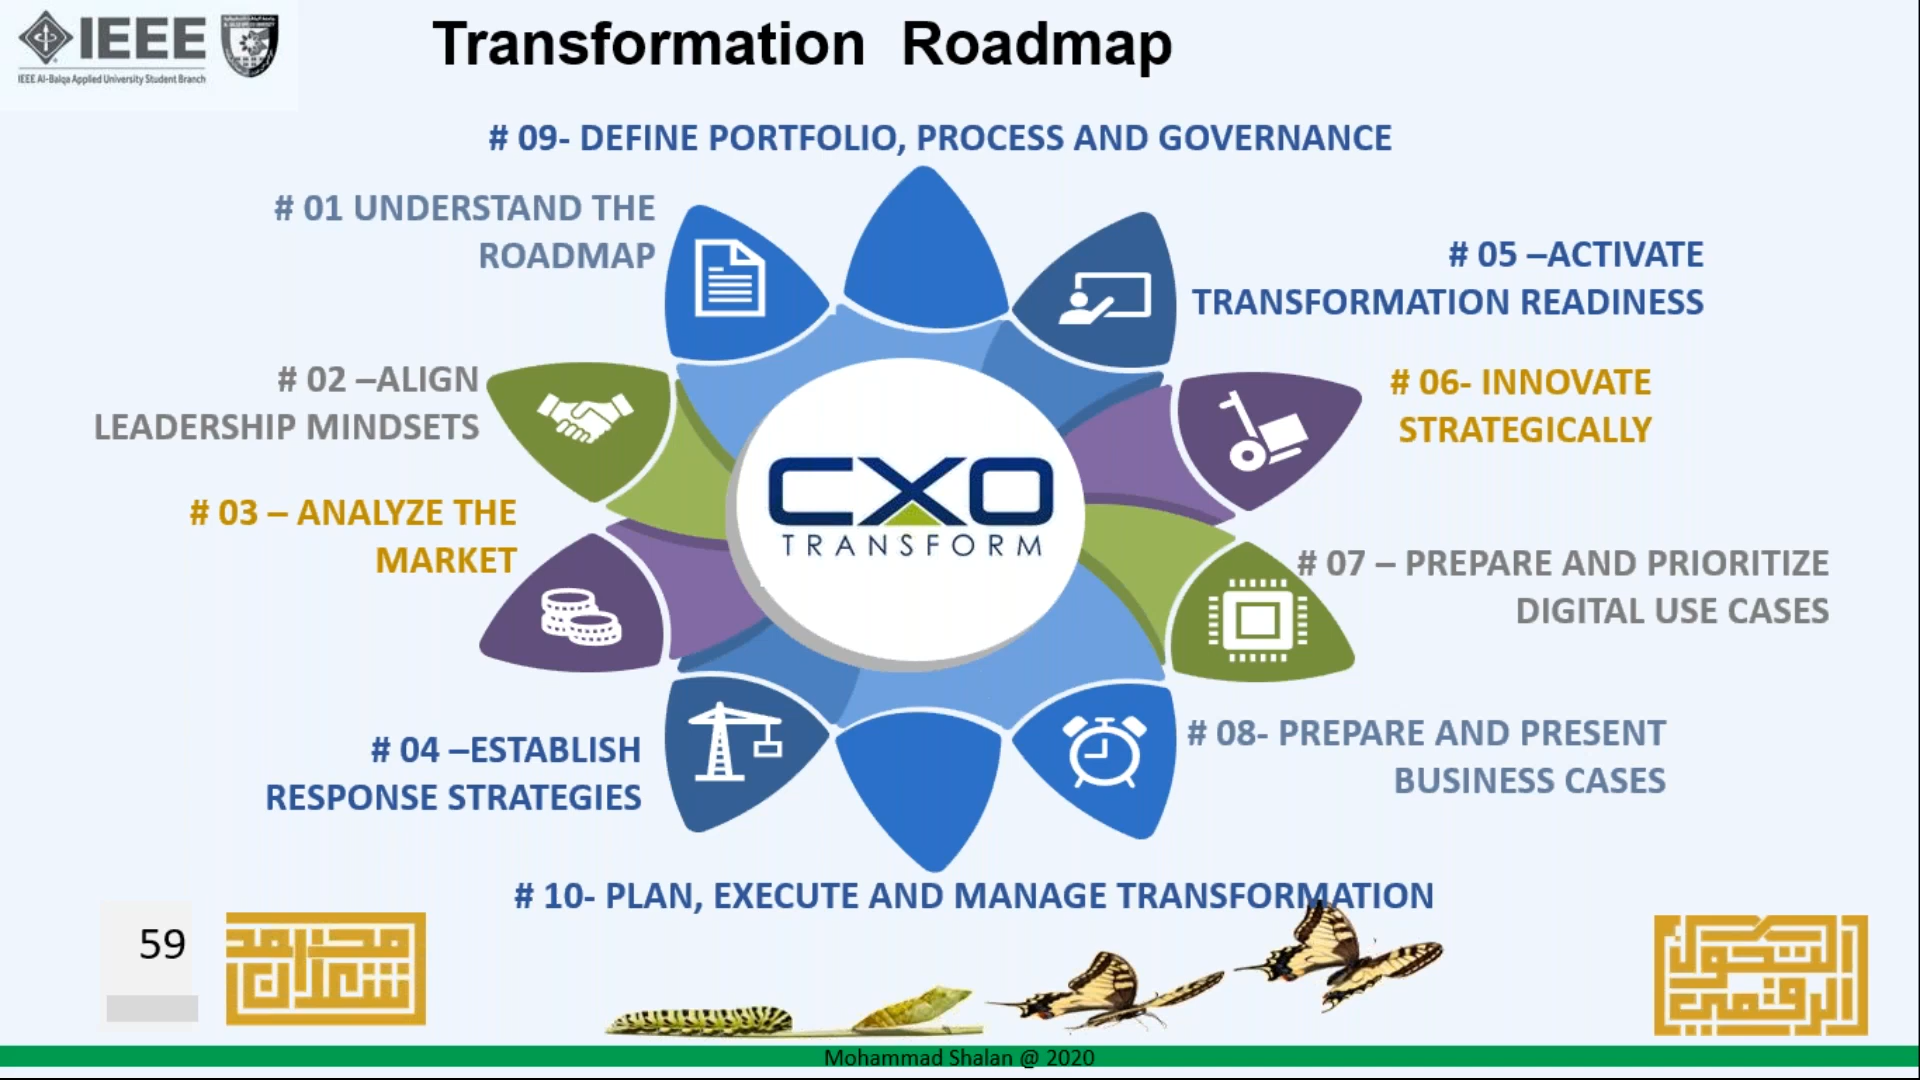 IEEE
IEEE Al-Balqa Applied University Student Branch
Transformation Roadmap
# 09- DEFINE PORTFOLIO, PROCESS AND GOVERNANCE
# 01 UNDERSTAND THE
ROADMAP
# 05 –ACTIVATE
TRANSFORMATION READINESS
# 02 –ALIGN
LEADERSHIP MINDSETS
# 06- INNOVATE
STRATEGICALLY
# 03 – ANALYZE THE
MARKET
CXO
TRANSFORM
# 07 – PREPARE AND PRIORITIZE
DIGITAL USE CASES
# 04 –ESTABLISH
RESPONSE STRATEGIES
# 08- PREPARE AND PRESENT
BUSINESS CASES
# 10- PLAN, EXECUTE AND MANAGE TRANSFORMATION
59
محمد
شعلان
التحول
الرقمي
Mohammad Shalan @ 2020